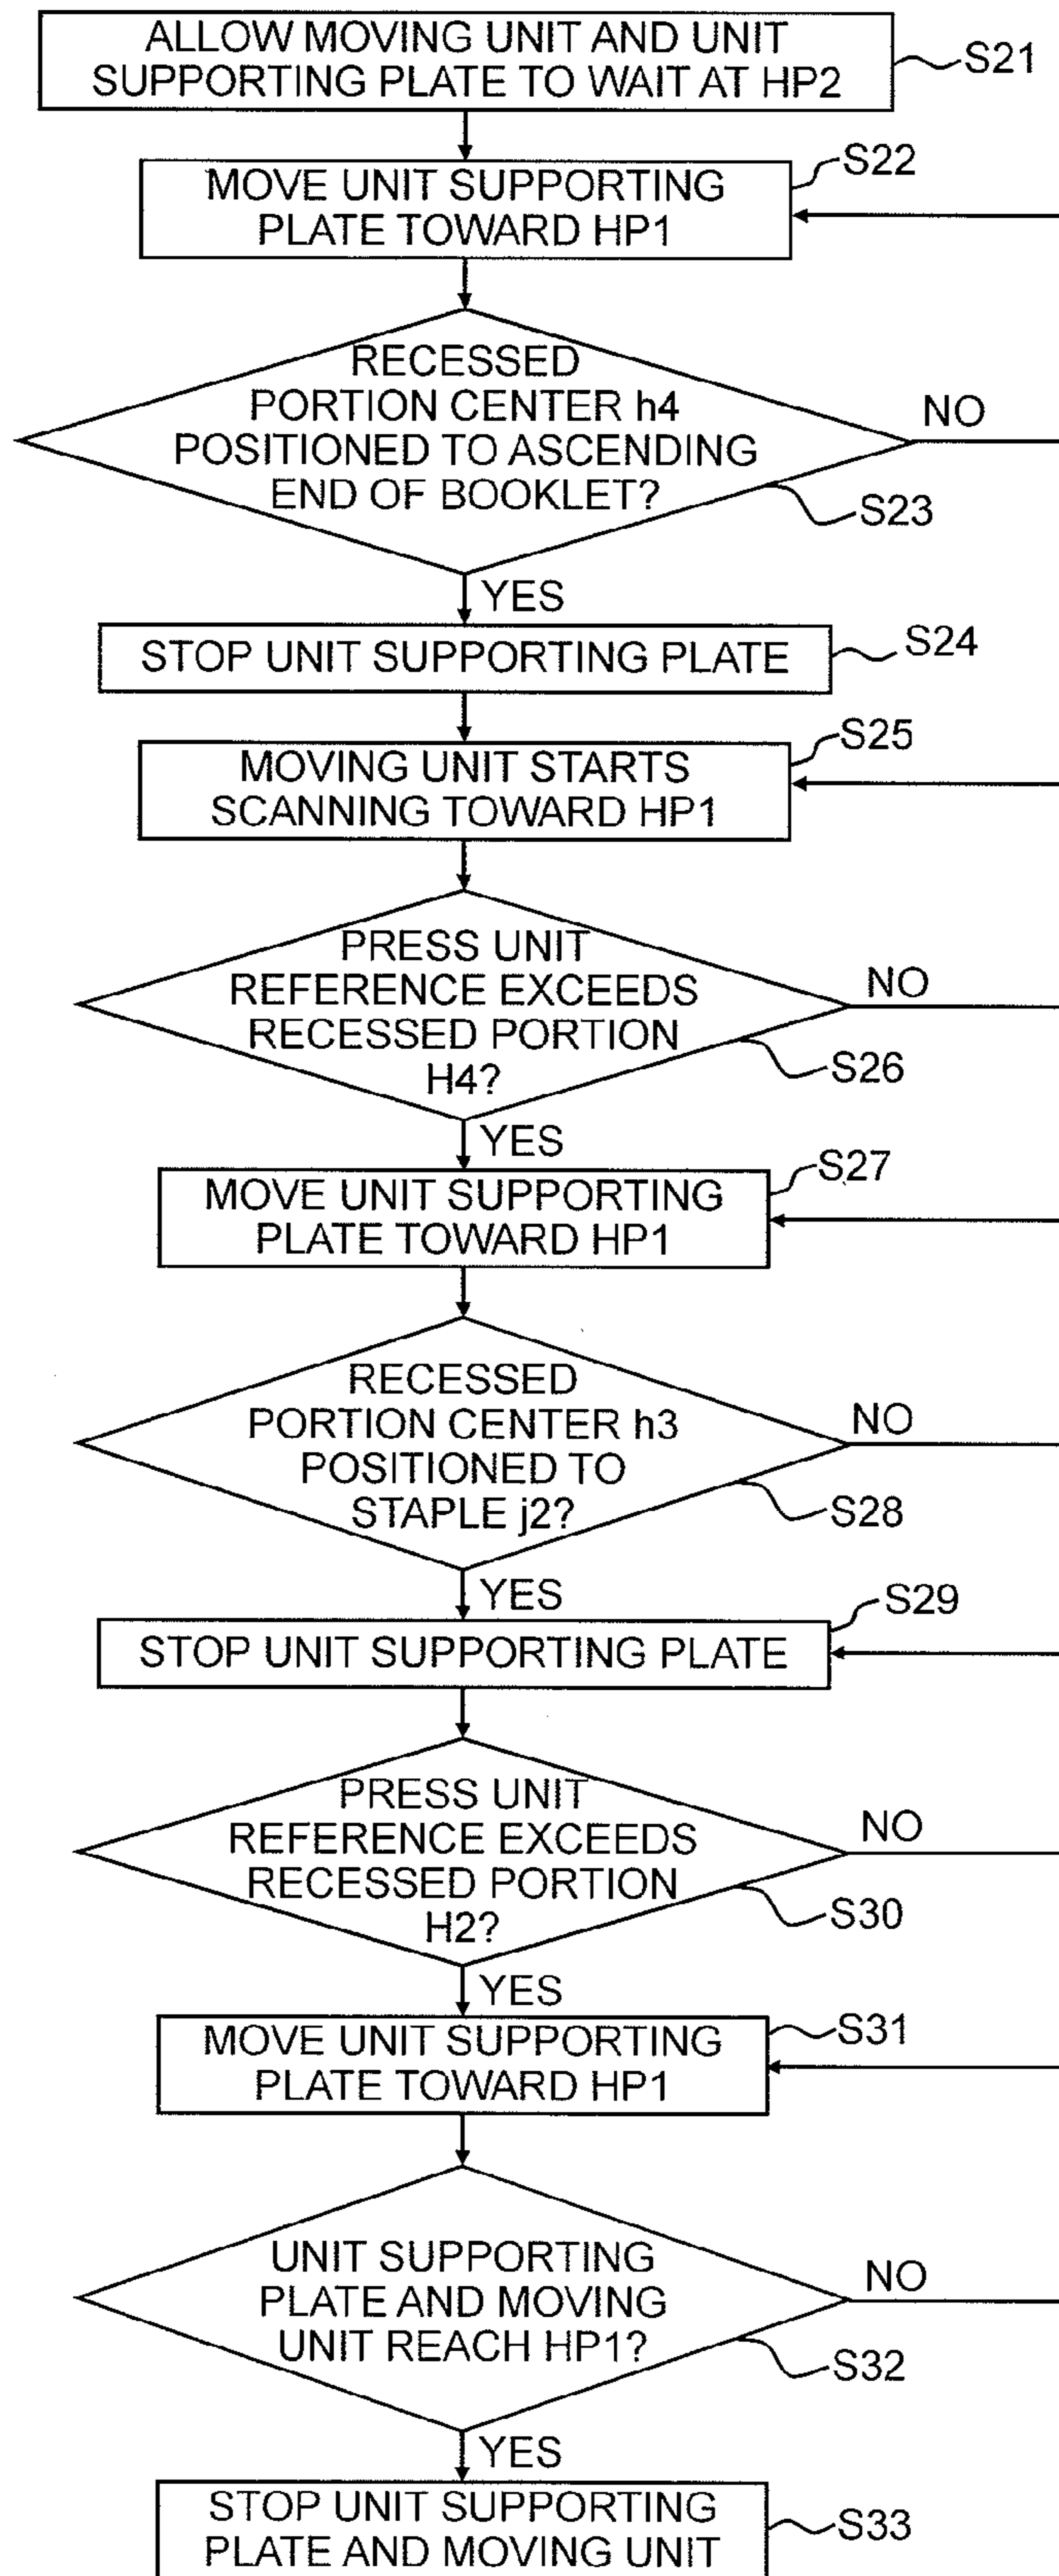 ALLOW MOVING UNIT AND UNIT
SUPPORTING PLATE TO WAIT AT HP2
S21
MOVE UNIT SUPPORTING
PLATE TOWARD HP1
S22
RECESSED
PORTION CENTER h4
POSITIONED TO ASCENDING
END OF BOOKLET?
NO
S23
YES
STOP UNIT SUPPORTING PLATE
S24
MOVING UNIT STARTS
SCANNING TOWARD HP1
S25
PRESS UNIT
REFERENCE EXCEEDS
RECESSED PORTION
H4?
NO
S26
YES
MOVE UNIT SUPPORTING
PLATE TOWARD HP1
S27
RECESSED
PORTION CENTER h3
POSITIONED TO
STAPLE j2?
NO
S28
YES
STOP UNIT SUPPORTING PLATE
S29
PRESS UNIT
REFERENCE EXCEEDS
RECESSED PORTION
H2?
NO
S30
YES
MOVE UNIT SUPPORTING
PLATE TOWARD HP1
S31
UNIT SUPPORTING
PLATE AND MOVING
UNIT REACH HP1?
NO
S32
YES
STOP UNIT SUPPORTING
PLATE AND MOVING UNIT
S33